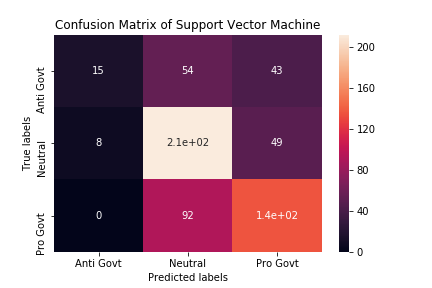 Confusion Matrix of Support Vector Machine
True labels
Anti Govt 15 54 43
Neutral 8 2.1e+02 49
Pro Govt 0 92 1.4e+02
Anti Govt Neutral Pro Govt
Predicted labels
200
160
120
80
40
0